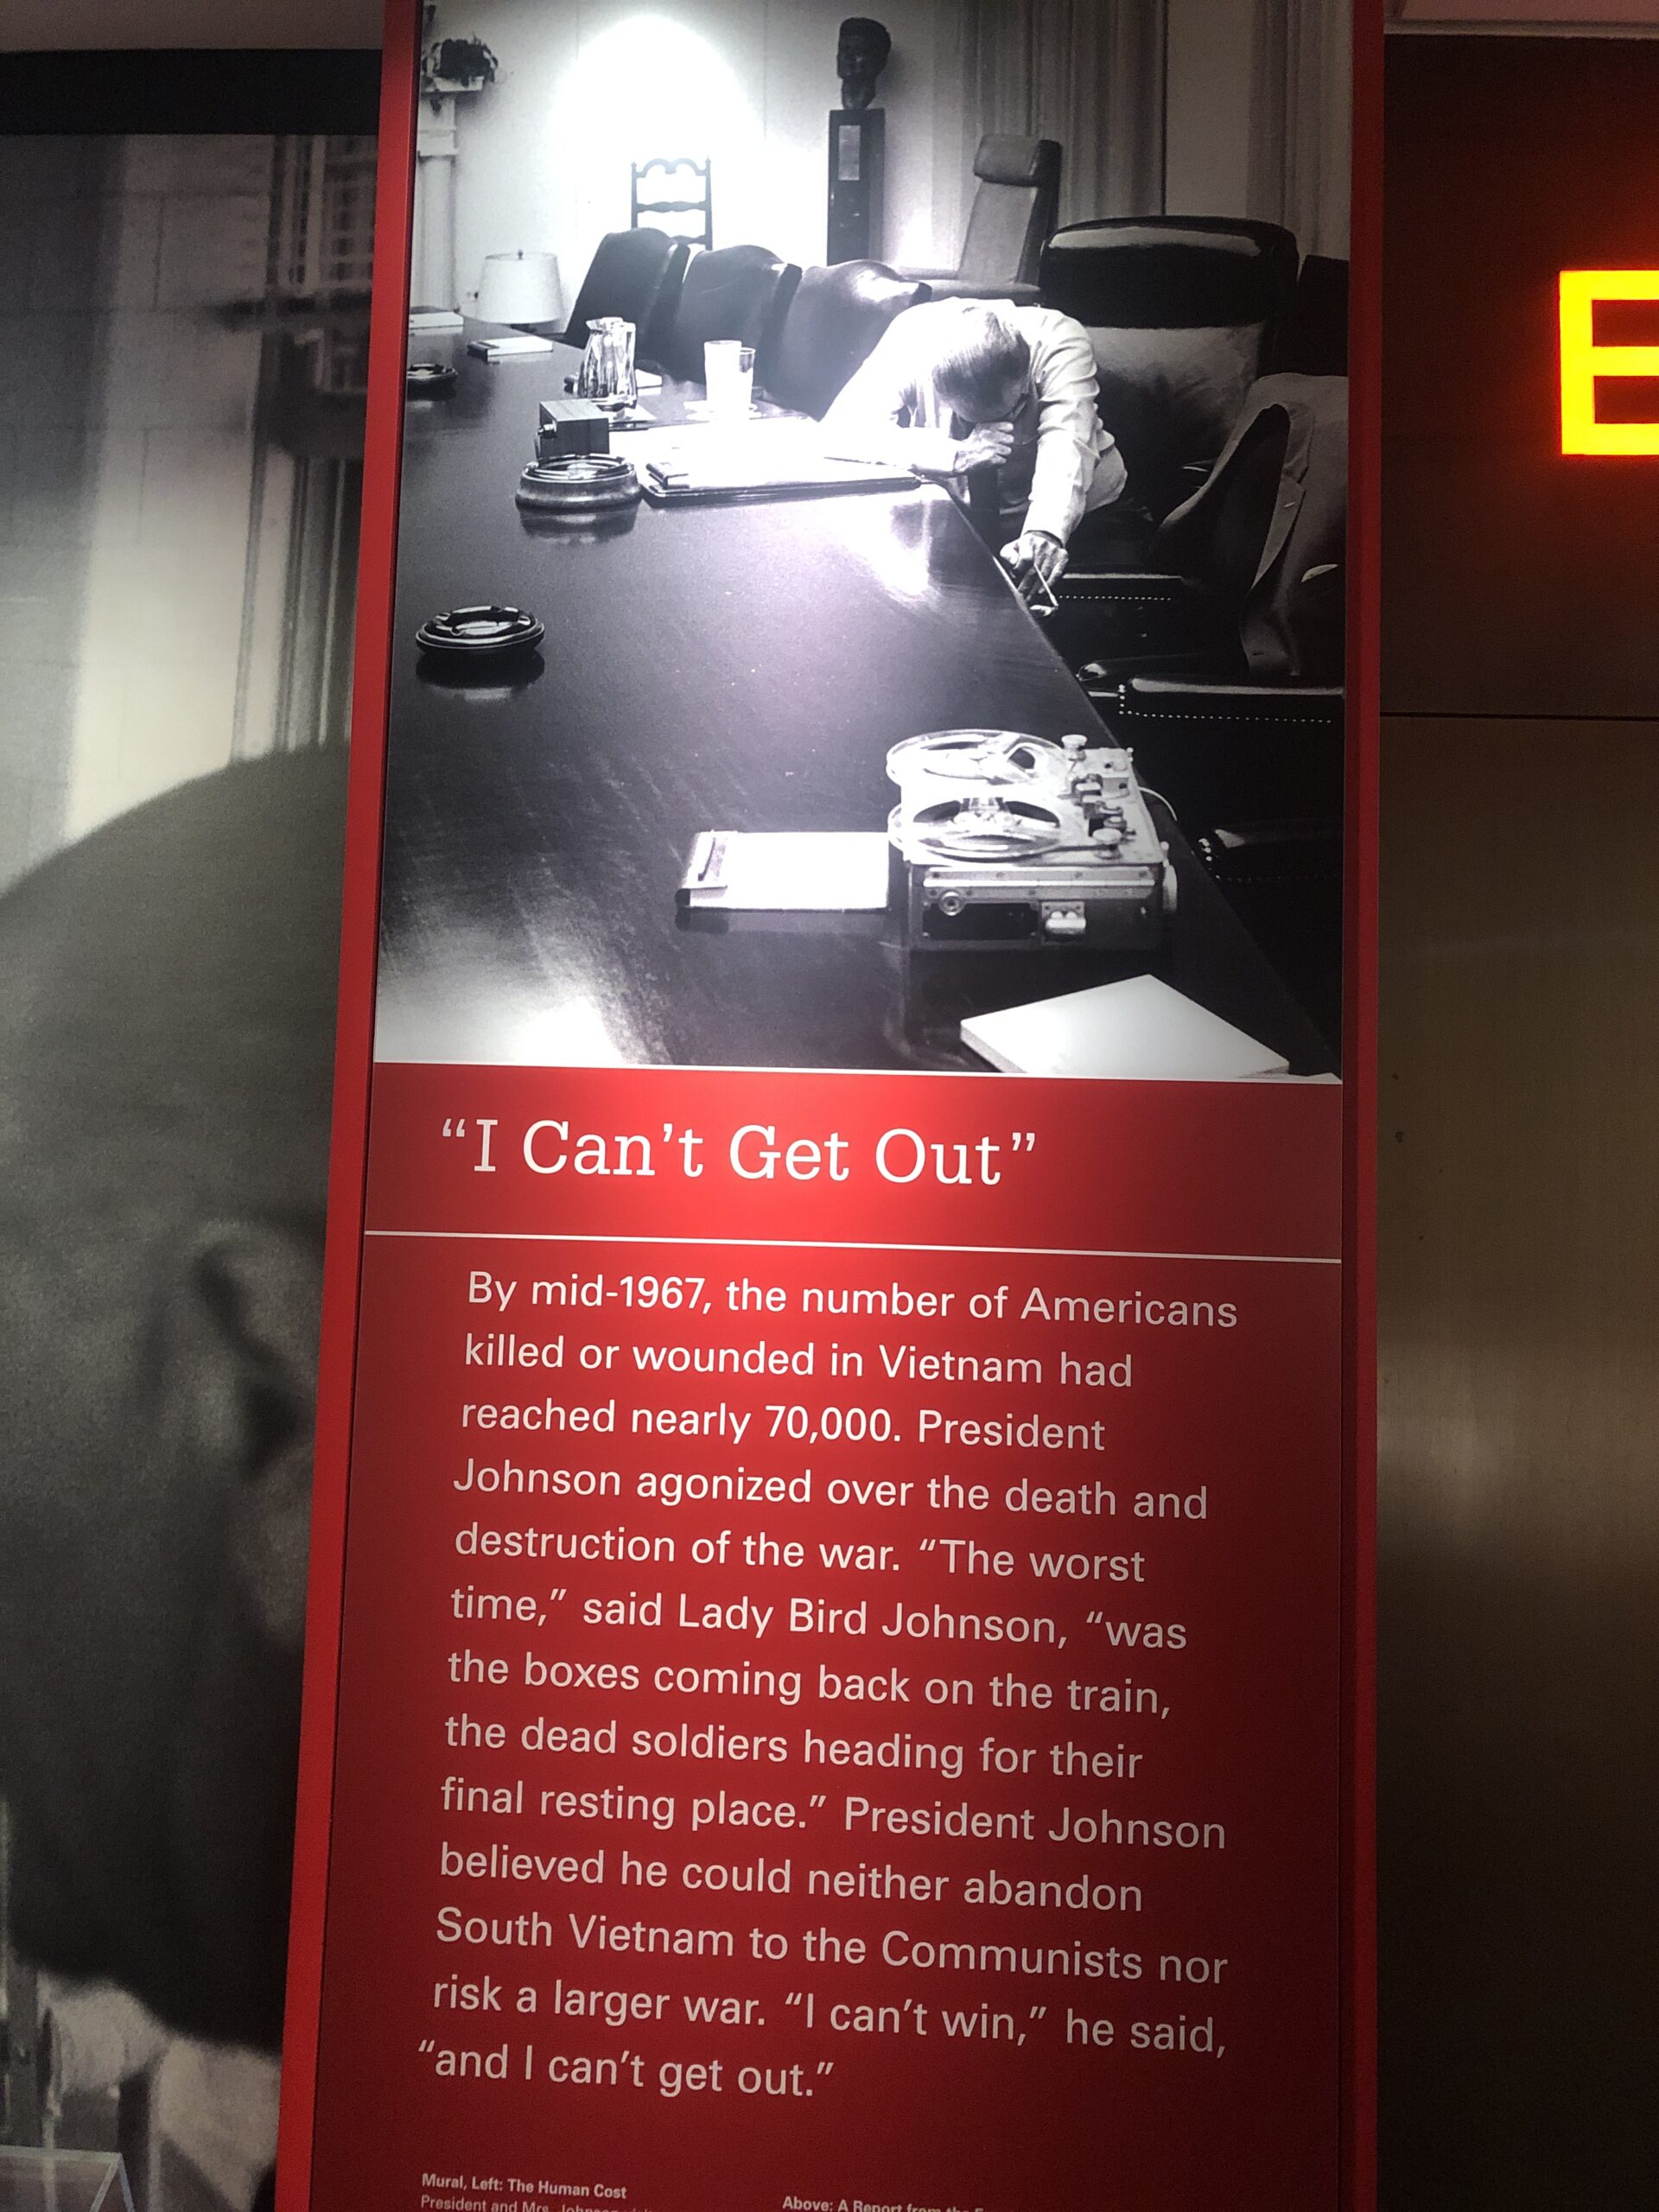 E
“I Can’t Get Out”
By mid-1967, the number of Americans
killed or wounded in Vietnam had
reached nearly 70,000. President
Johnson agonized over the death and
destruction of the war. “The worst
time,” said Lady Bird Johnson, “was
the boxes coming back on the train,
the dead soldiers heading for their
final resting place.” President Johnson
believed he could neither abandon
South Vietnam to the Communists nor
risk a larger war. “I can’t win,” he said,
“and I can’t get out.”
Mural, Left: The Human Cost
President and Mrs.
Above: A Report from the